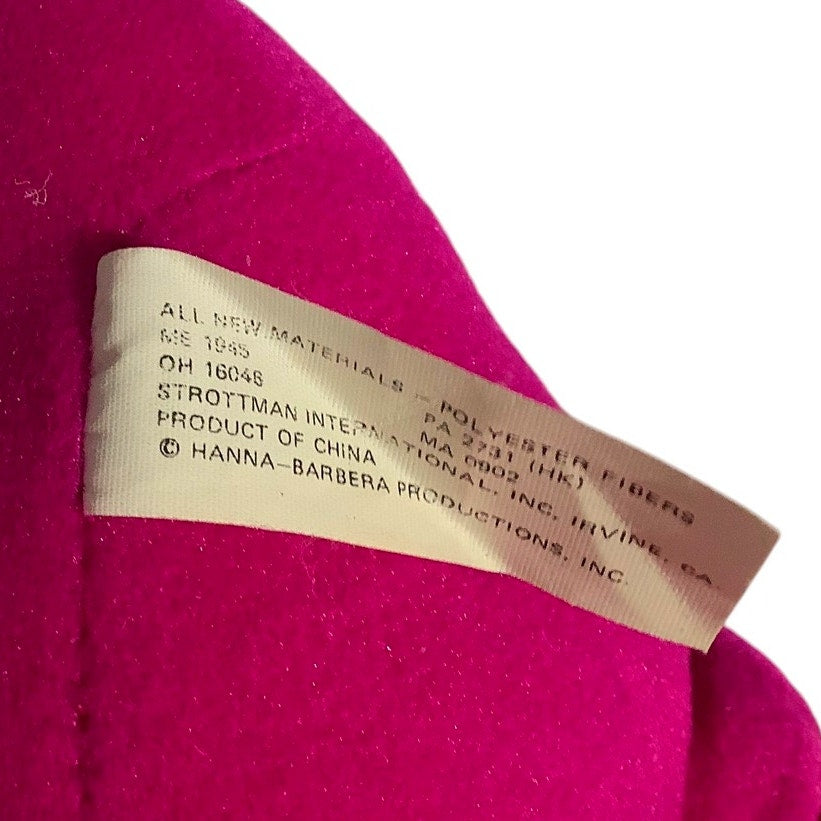 ALL NEW MATERIALS - POLYESTER FIBERS
ME 1945 PA 2731 (HK)
OH 16046 MA 0902
STROTTMAN INTERNATIONAL, INC. IRVINE, CA.
PRODUCT OF CHINA
© HANNA-BARBERA PRODUCTIONS, INC.